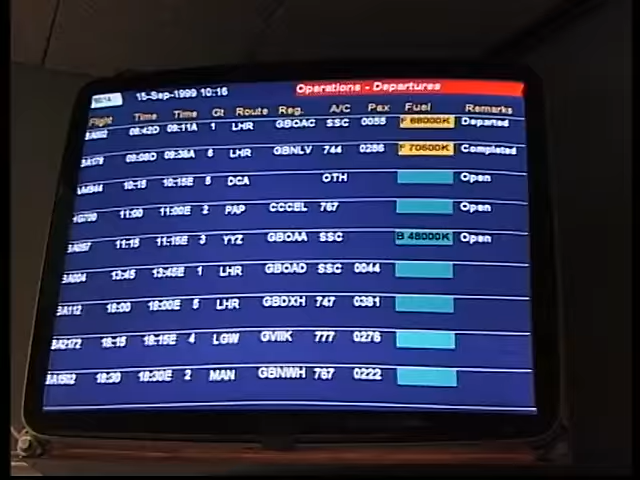 15-Sep-1999 10:16 Operations - Departures
Flight Time Time Gt Route Reg. A/C Pax Fuel Remarks
BA002 08:42D 09:11A 1 LHR GBOAC SSC 0055 F 68000K Departed
BA178 09:08D 09:38A 6 LHR GBNLV 744 0286 F 70600K Completed
10:15 10:15E 5 DCA OTH Open
11:00 11:00E 2 PAP CCCEL 767 Open
11:15 11:15E 3 YYZ GBOAA SSC B 48000K Open
BA004 13:45 13:45E 1 LHR GBOAD SSC 0044
BA112 18:00 18:00E 5 LHR GBDXH 747 0381
BA2172 18:15 18:15E 4 LGW GVIIK 777 0276
BA1502 18:30 18:30E 2 MAN GBNWH 767 0222